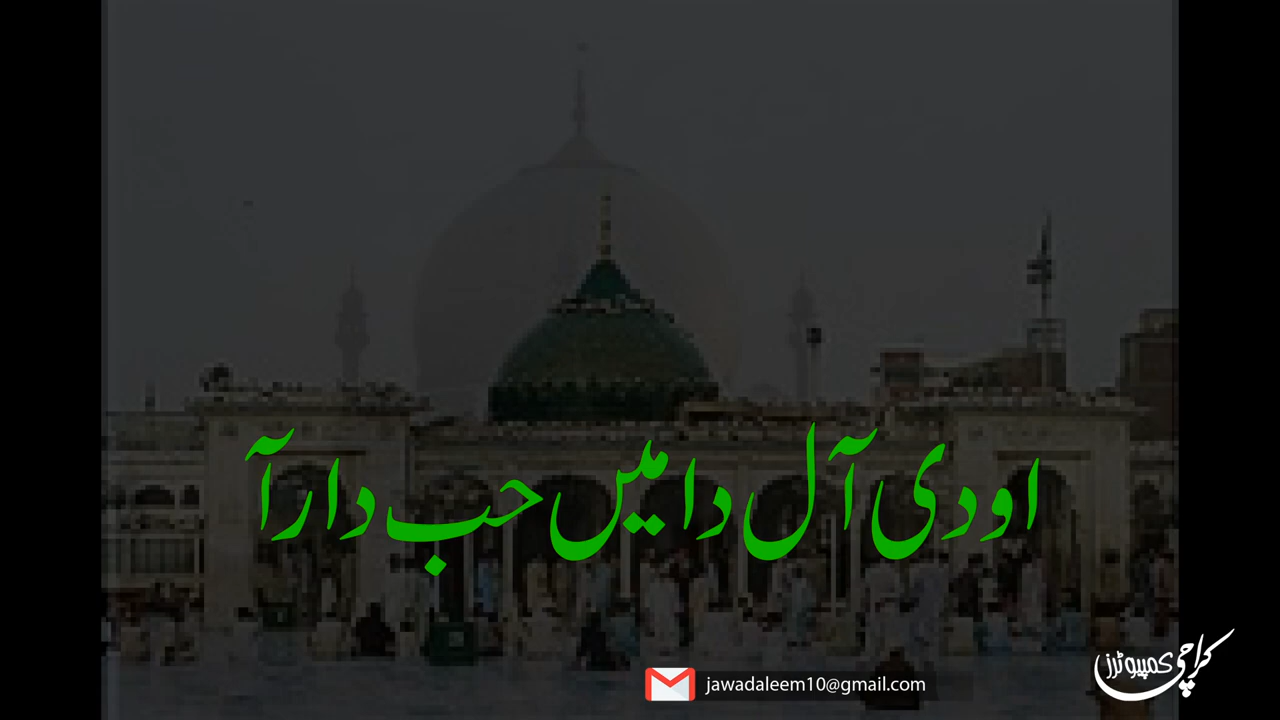 اودی آل دا میں حب دار آ
jawadaleem10@gmail.com
کراچی کمپیوٹرز